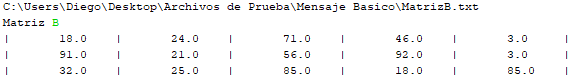 C:\Users\Diego\Desktop\Archivos de Prueba\Mensaje Basico\MatrizB.txt
Matriz B
| 18.0 | 24.0 | 71.0 | 46.0 | 3.0 |
| 91.0 | 21.0 | 56.0 | 92.0 | 3.0 |
| 32.0 | 25.0 | 85.0 | 18.0 | 85.0 |